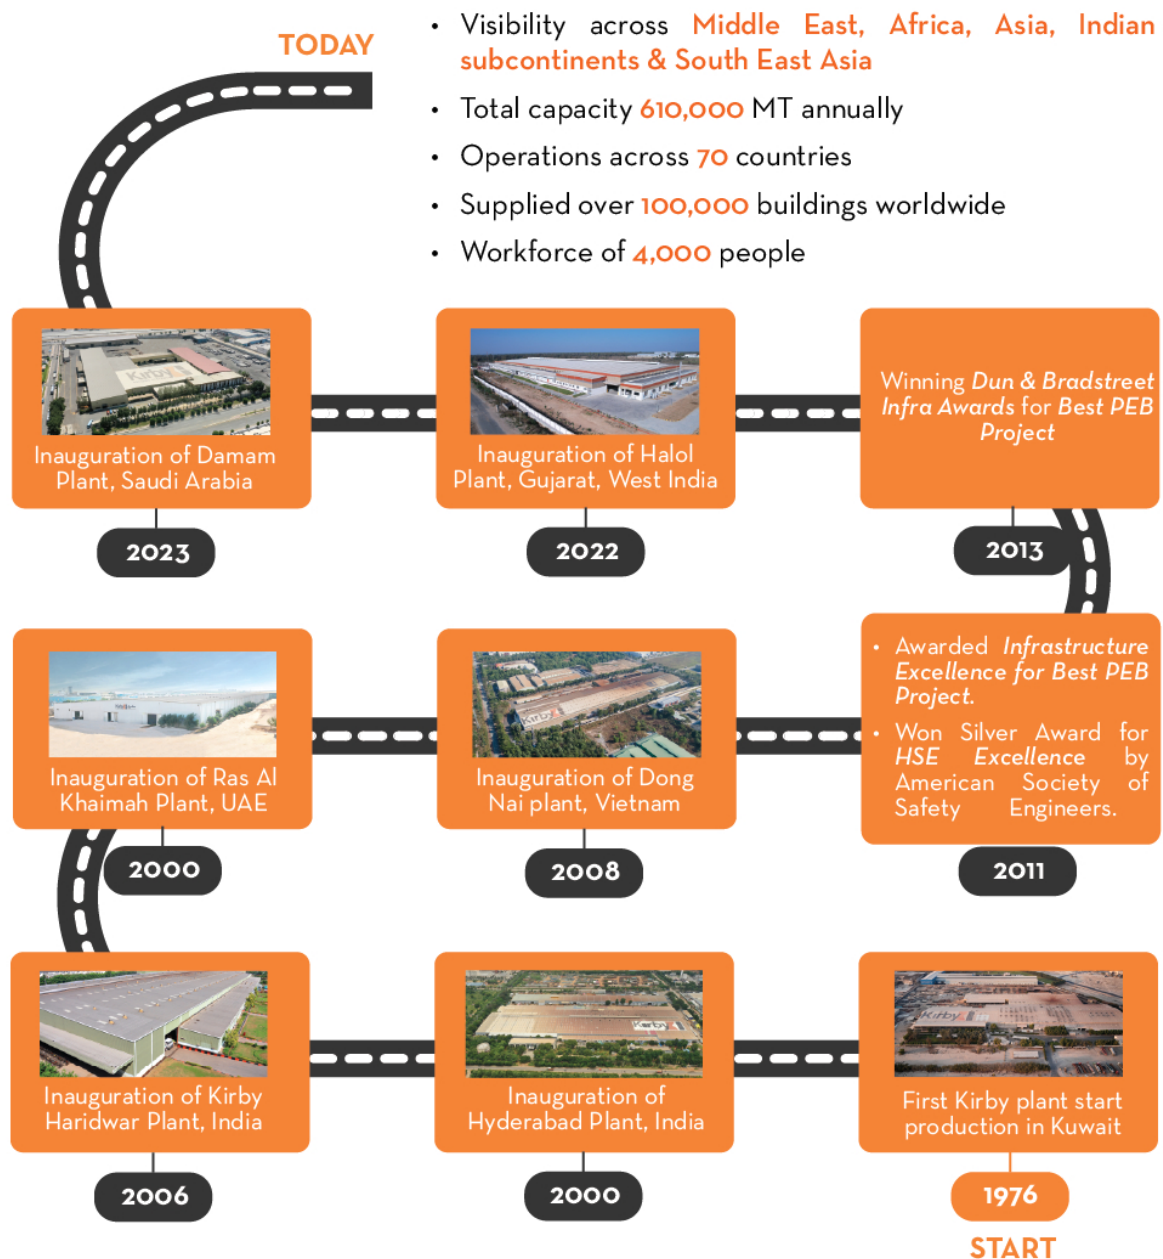 TODAY
• Visibility across Middle East, Africa, Asia, Indian
subcontinents & South East Asia
• Total capacity 610,000 MT annually
• Operations across 70 countries
• Supplied over 100,000 buildings worldwide
• Workforce of 4,000 people
Kirby
Inauguration of Damam
Plant, Saudi Arabia
2023
Inauguration of Halol
Plant, Gujarat, West India
2022
Winning Dun & Bradstreet
Infra Awards for Best PEB
Project
2013
Inauguration of Ras Al
Khaimah Plant, UAE
2000
Kirby
Inauguration of Dong
Nai plant, Vietnam
2008
• Awarded Infrastructure
Excellence for Best PEB
Project.
• Won Silver Award for
HSE Excellence by
American Society of
Safety Engineers.
2011
Inauguration of Kirby
Haridwar Plant, India
2006
Kirby
Inauguration of
Hyderabad Plant, India
2000
Kirby
First Kirby plant start
production in Kuwait
1976
START